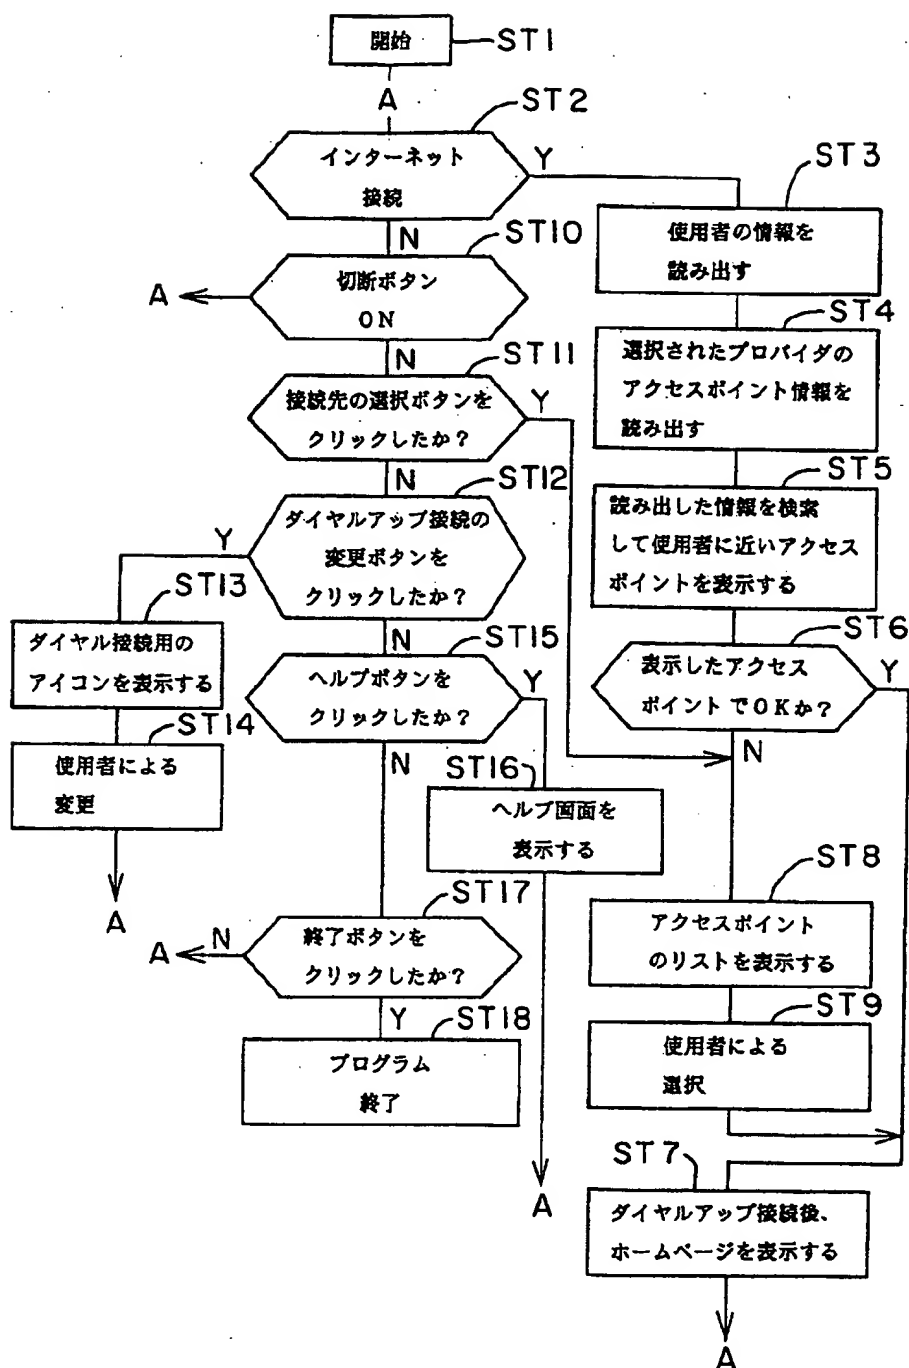 開始
ST1
A
ST2
インターネット
接続
Y
ST3
使用者の情報を
読み出す
N
ST10
切断ボタン
ON
A
ST4
選択されたプロバイダの
アクセスポイント情報を
読み出す
N
ST11
接続先の選択ボタンを
クリックしたか？
Y
ST5
読み出した情報を検索
して使用者に近いアクセス
ポイントを表示する
N
ST12
ダイヤルアップ接続の
変更ボタンを
クリックしたか？
Y
ST13
ダイヤル接続用の
アイコンを表示する
ST14
使用者による
変更
A
N
ST15
ヘルプボタンを
クリックしたか？
Y
ST6
表示したアクセス
ポイントでOKか？
Y
N
N
ST16
ヘルプ画面を
表示する
A
ST8
アクセスポイント
のリストを表示する
ST17
終了ボタンを
クリックしたか？
N
A
Y
ST18
プログラム
終了
ST9
使用者による
選択
ST7
ダイヤルアップ接続後、
ホームページを表示する
A